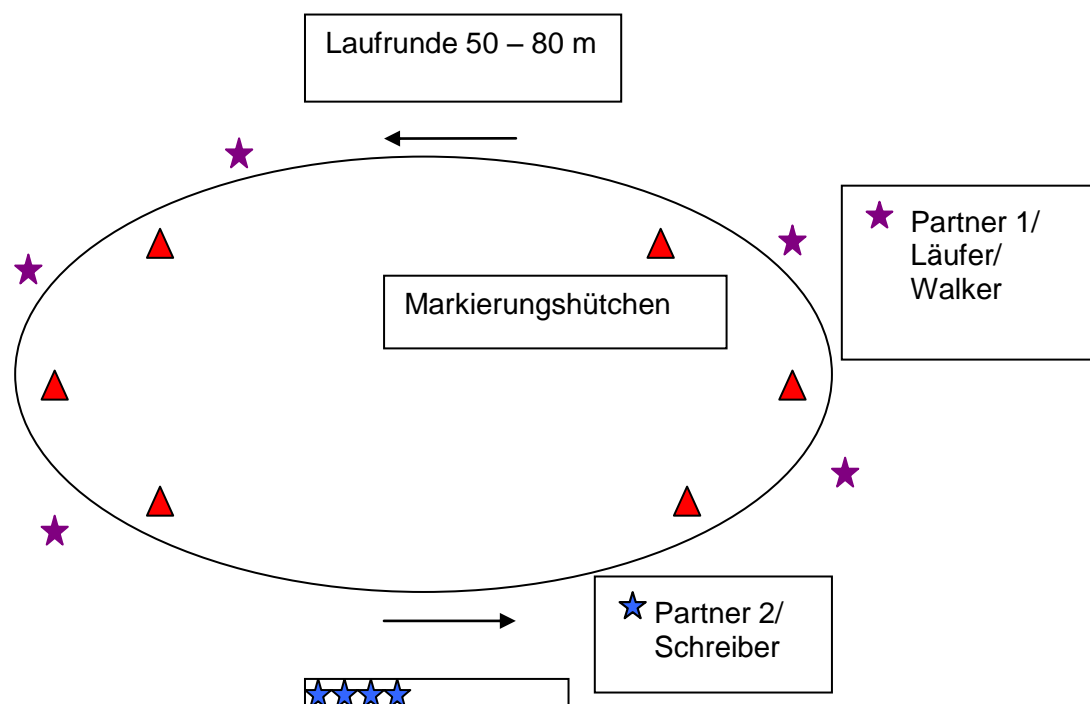 Laufrunde 50 – 80 m
Partner 1/
Läufer/
Walker
Markierungshütchen
Partner 2/
Schreiber